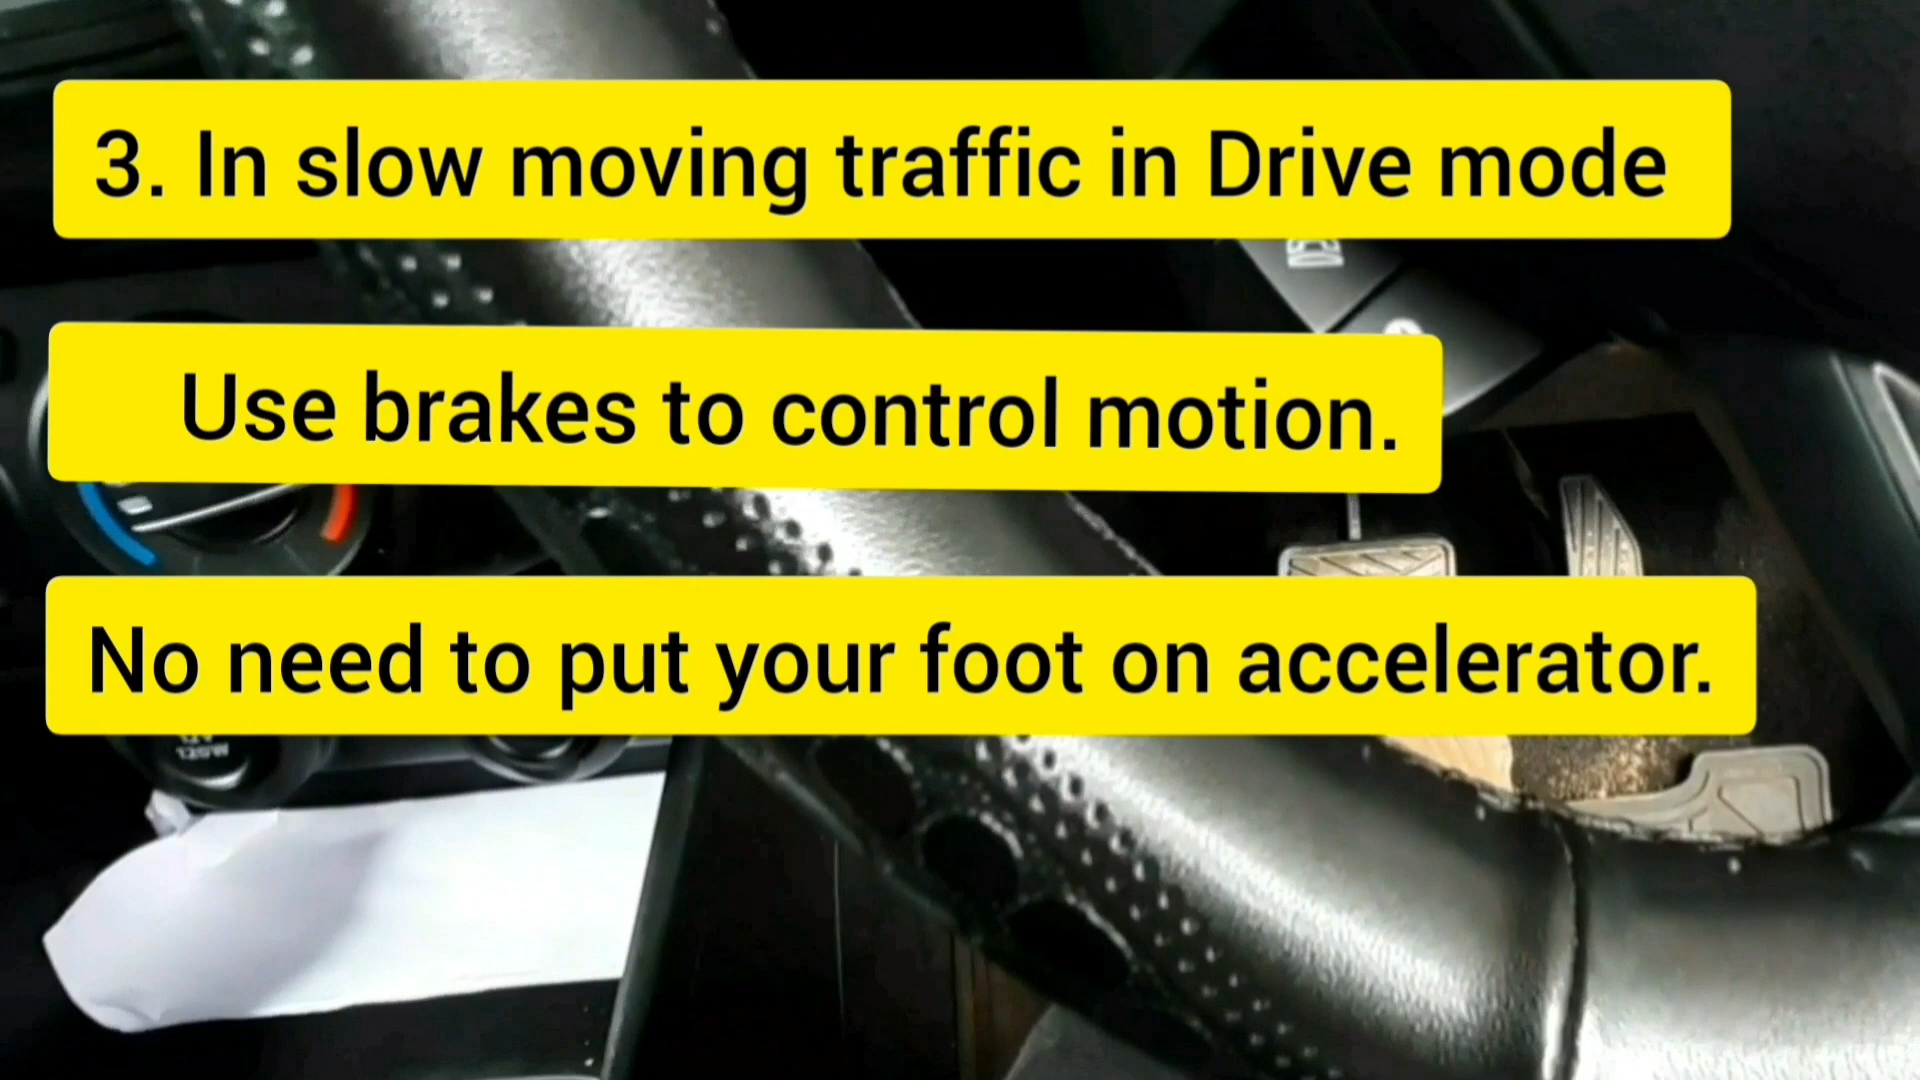 3. In slow moving traffic in Drive mode
Use brakes to control motion.
No need to put your foot on accelerator.
120W